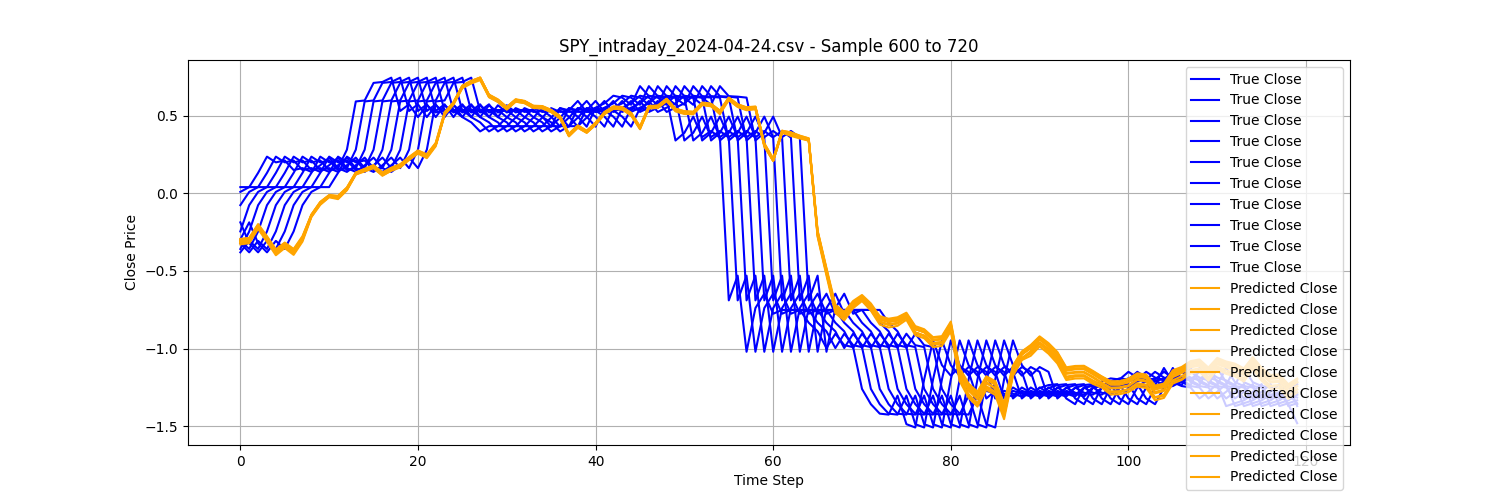 SPY_intraday_2024-04-24.csv - Sample 600 to 720
Close Price
0.5
0.0
−0.5
−1.0
−1.5
0
20
40
60
80
100
120
Time Step
True Close
True Close
True Close
True Close
True Close
True Close
True Close
True Close
True Close
True Close
Predicted Close
Predicted Close
Predicted Close
Predicted Close
Predicted Close
Predicted Close
Predicted Close
Predicted Close
Predicted Close
Predicted Close